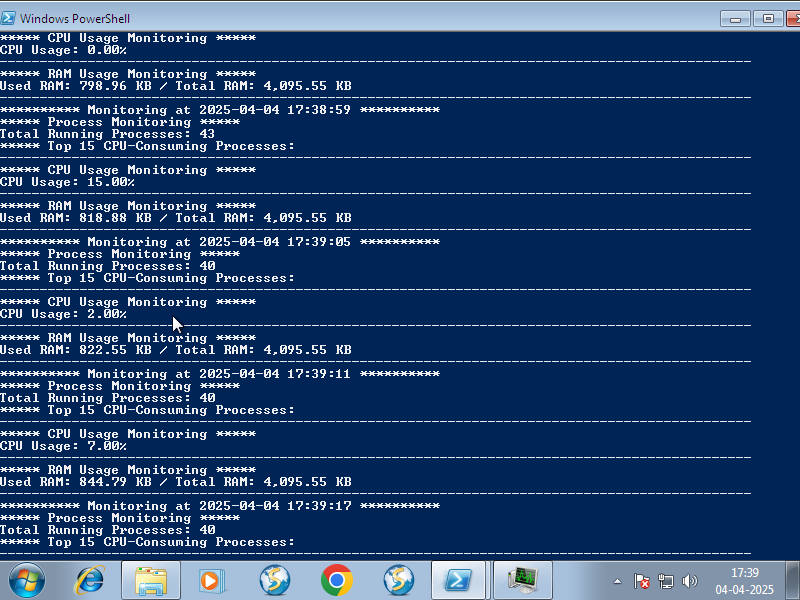 Windows PowerShell
***** CPU Usage Monitoring *****
CPU Usage: 0.00%
----------------------------------------------------------------------------------------------
***** RAM Usage Monitoring *****
Used RAM: 798.96 KB / Total RAM: 4,095.55 KB
----------------------------------------------------------------------------------------------
********** Monitoring at 2025-04-04 17:38:59 **********
***** Process Monitoring *****
Total Running Processes: 43
***** Top 15 CPU-Consuming Processes:
----------------------------------------------------------------------------------------------
***** CPU Usage Monitoring *****
CPU Usage: 15.00%
----------------------------------------------------------------------------------------------
***** RAM Usage Monitoring *****
Used RAM: 818.88 KB / Total RAM: 4,095.55 KB
----------------------------------------------------------------------------------------------
********** Monitoring at 2025-04-04 17:39:05 **********
***** Process Monitoring *****
Total Running Processes: 40
***** Top 15 CPU-Consuming Processes:
----------------------------------------------------------------------------------------------
***** CPU Usage Monitoring *****
CPU Usage: 2.00%
----------------------------------------------------------------------------------------------
***** RAM Usage Monitoring *****
Used RAM: 822.55 KB / Total RAM: 4,095.55 KB
----------------------------------------------------------------------------------------------
********** Monitoring at 2025-04-04 17:39:11 **********
***** Process Monitoring *****
Total Running Processes: 40
***** Top 15 CPU-Consuming Processes:
----------------------------------------------------------------------------------------------
***** CPU Usage Monitoring *****
CPU Usage: 7.00%
----------------------------------------------------------------------------------------------
***** RAM Usage Monitoring *****
Used RAM: 844.79 KB / Total RAM: 4,095.55 KB
----------------------------------------------------------------------------------------------
********** Monitoring at 2025-04-04 17:39:17 **********
***** Process Monitoring *****
Total Running Processes: 40
***** Top 15 CPU-Consuming Processes:
----------------------------------------------------------------------------------------------
17:39
04-04-2025